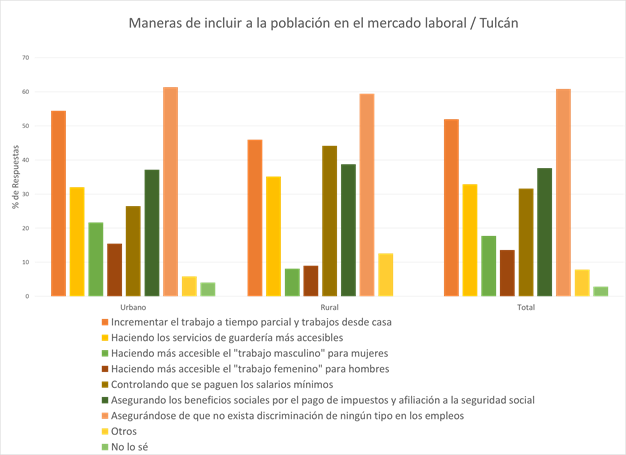 Maneras de incluir a la población en el mercado laboral / Tulcán
70
60
50
40
30
20
10
0
% de Respuestas
Urbano
Rural
Total
Incrementar el trabajo a tiempo parcial y trabajos desde casa
Haciendo los servicios de guardería más accesibles
Haciendo más accesible el "trabajo masculino" para mujeres
Haciendo más accesible el "trabajo femenino" para hombres
Controlando que se paguen los salarios mínimos
Asegurando los beneficios sociales por el pago de impuestos y afiliación a la seguridad social
Asegurándose de que no exista discriminación de ningún tipo en los empleos
Otros
No lo sé